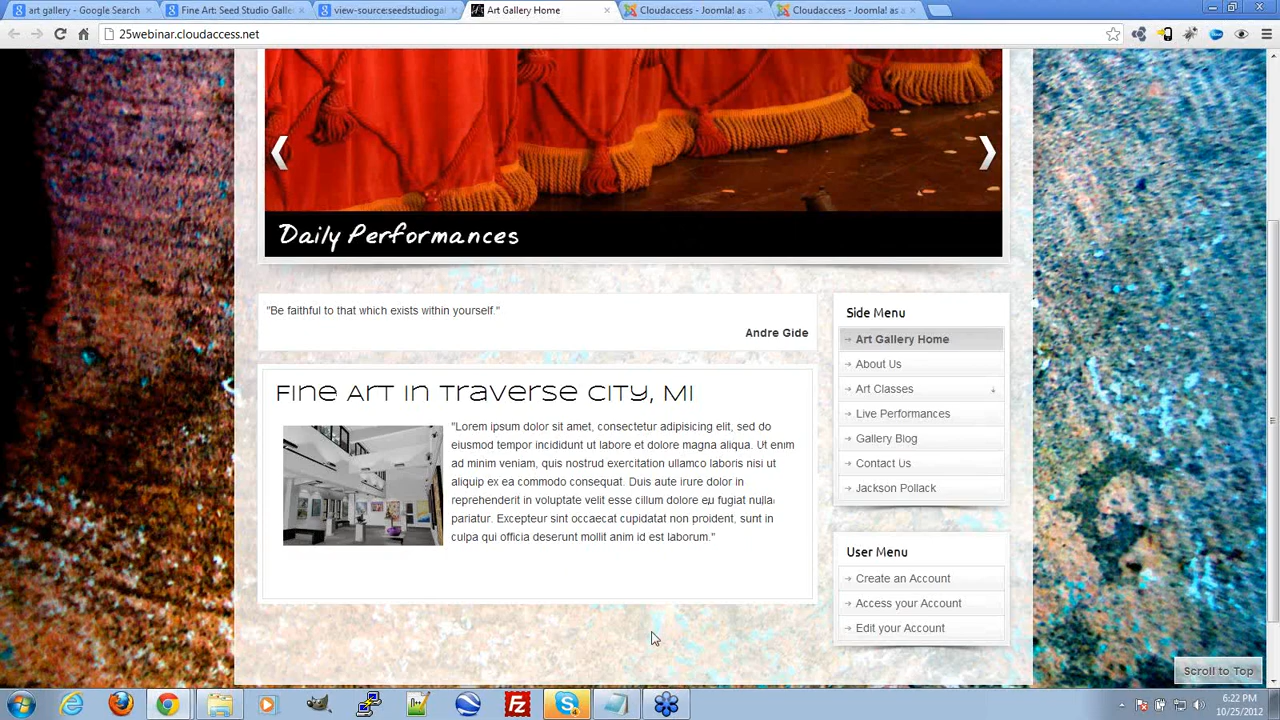 art gallery - Google Search
Fine Art: Seed Studio Galle
view-source:seedstudioga
Art Gallery Home
Cloudaccess - Joomla! as a
Cloudaccess - Joomla! as a
25webinar.cloudaccess.net
Daily Performances
"Be faithful to that which exists within yourself."
Andre Gide
Fine Art in Traverse City, MI
"Lorem ipsum dolor sit amet, consectetur adipisicing elit, sed do
eiusmod tempor incididunt ut labore et dolore magna aliqua. Ut enim
ad minim veniam, quis nostrud exercitation ullamco laboris nisi ut
aliquip ex ea commodo consequat. Duis aute irure dolor in
reprehenderit in voluptate velit esse cillum dolore eu fugiat nulla
pariatur. Excepteur sint occaecat cupidatat non proident, sunt in
culpa qui officia deserunt mollit anim id est laborum."
Side Menu
Art Gallery Home
About Us
Art Classes
Live Performances
Gallery Blog
Contact Us
Jackson Pollack
User Menu
Create an Account
Access your Account
Edit your Account
Scroll to Top
6:22 PM
10/25/2012